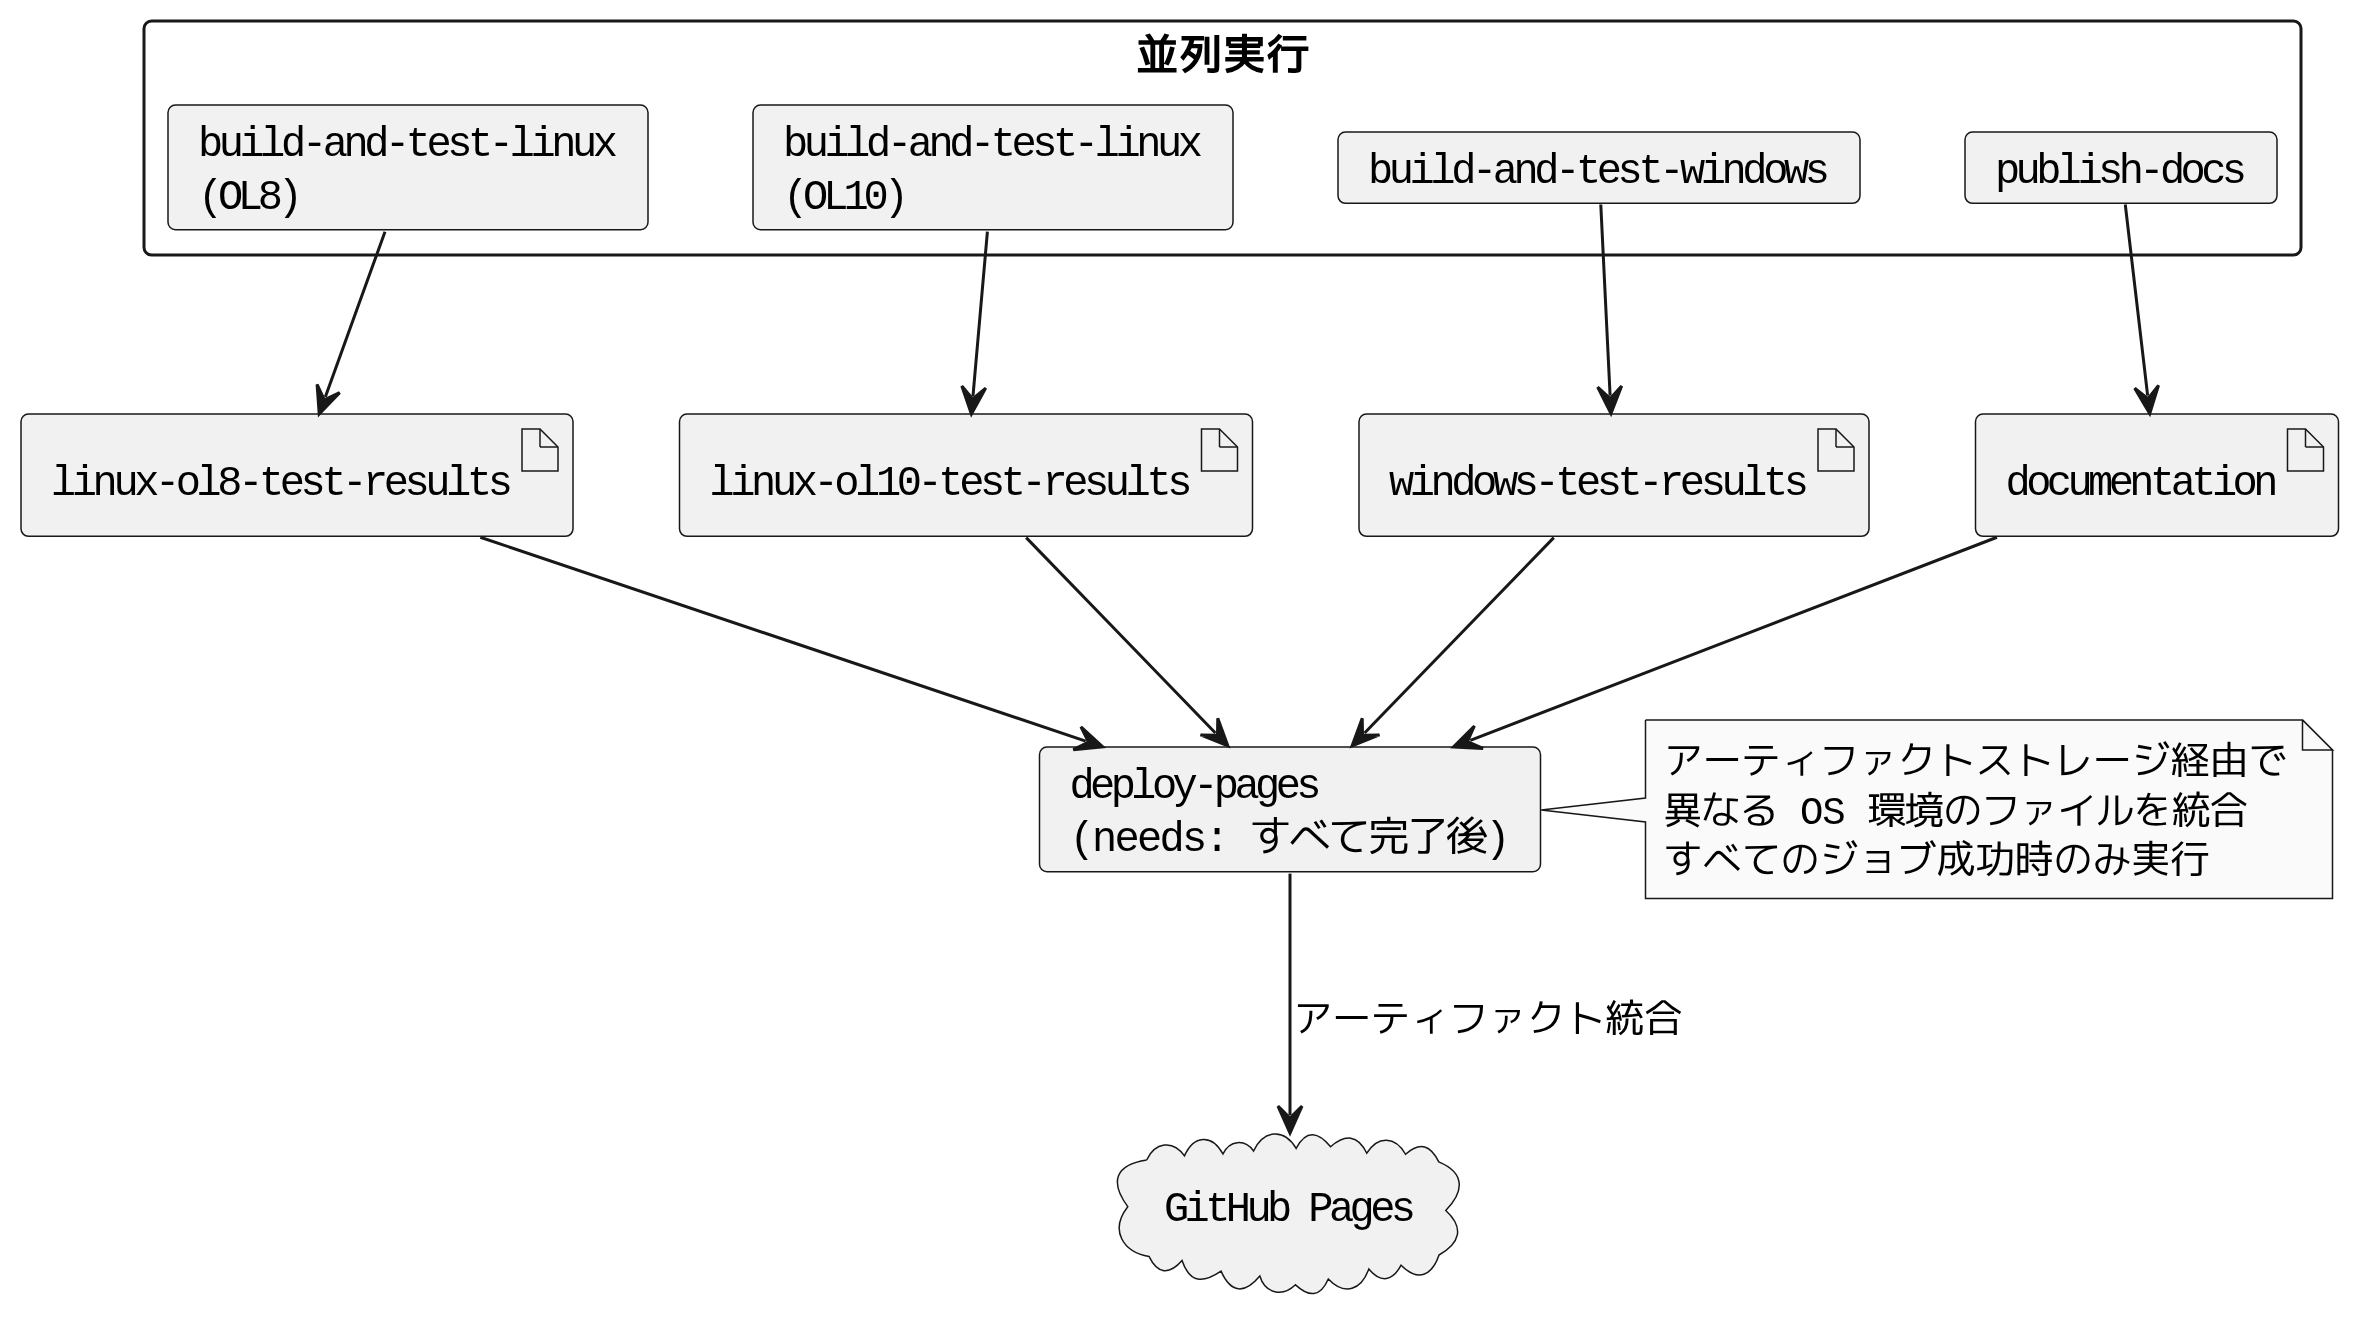 並列実行
build-and-test-linux
(OL8)
build-and-test-linux
(OL10)
build-and-test-windows
publish-docs
linux-ol8-test-results
linux-ol10-test-results
windows-test-results
documentation
deploy-pages
(needs: すべて完了後)
アーティファクトストレージ経由で
異なる OS 環境のファイルを統合
すべてのジョブ成功時のみ実行
アーティファクト統合
GitHub Pages